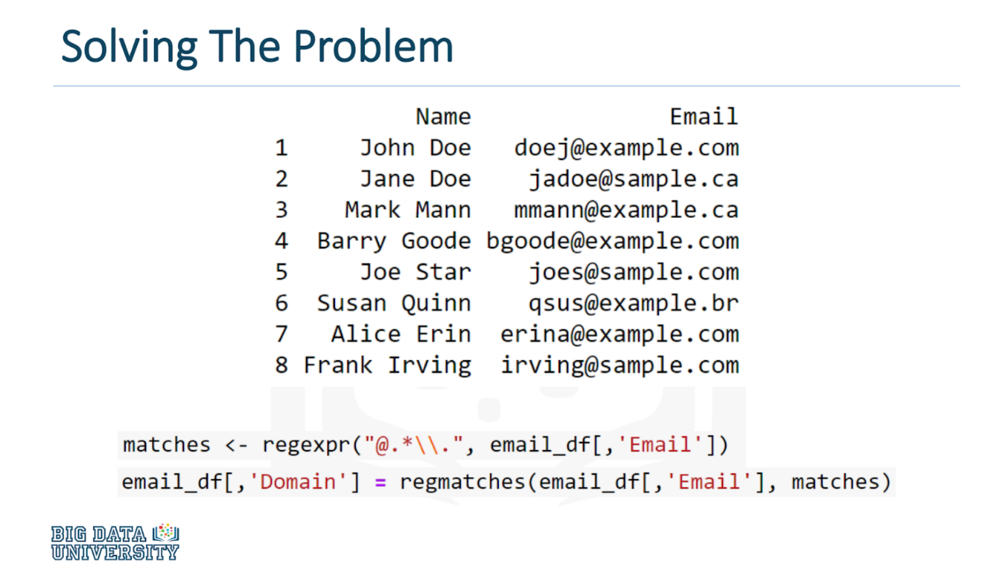 Solving The Problem
Name Email
1 John Doe doej@example.com
2 Jane Doe jadoe@sample.ca
3 Mark Mann mmann@example.ca
4 Barry Goode bgoode@example.com
5 Joe Star joes@sample.com
6 Susan Quinn qsus@example.br
7 Alice Erin erina@example.com
8 Frank Irving irving@sample.com
matches <- regexpr("@.*\\.", email_df[,'Email'])
email_df[,'Domain'] = regmatches(email_df[,'Email'], matches)
BIG DATA
UNIVERSITY